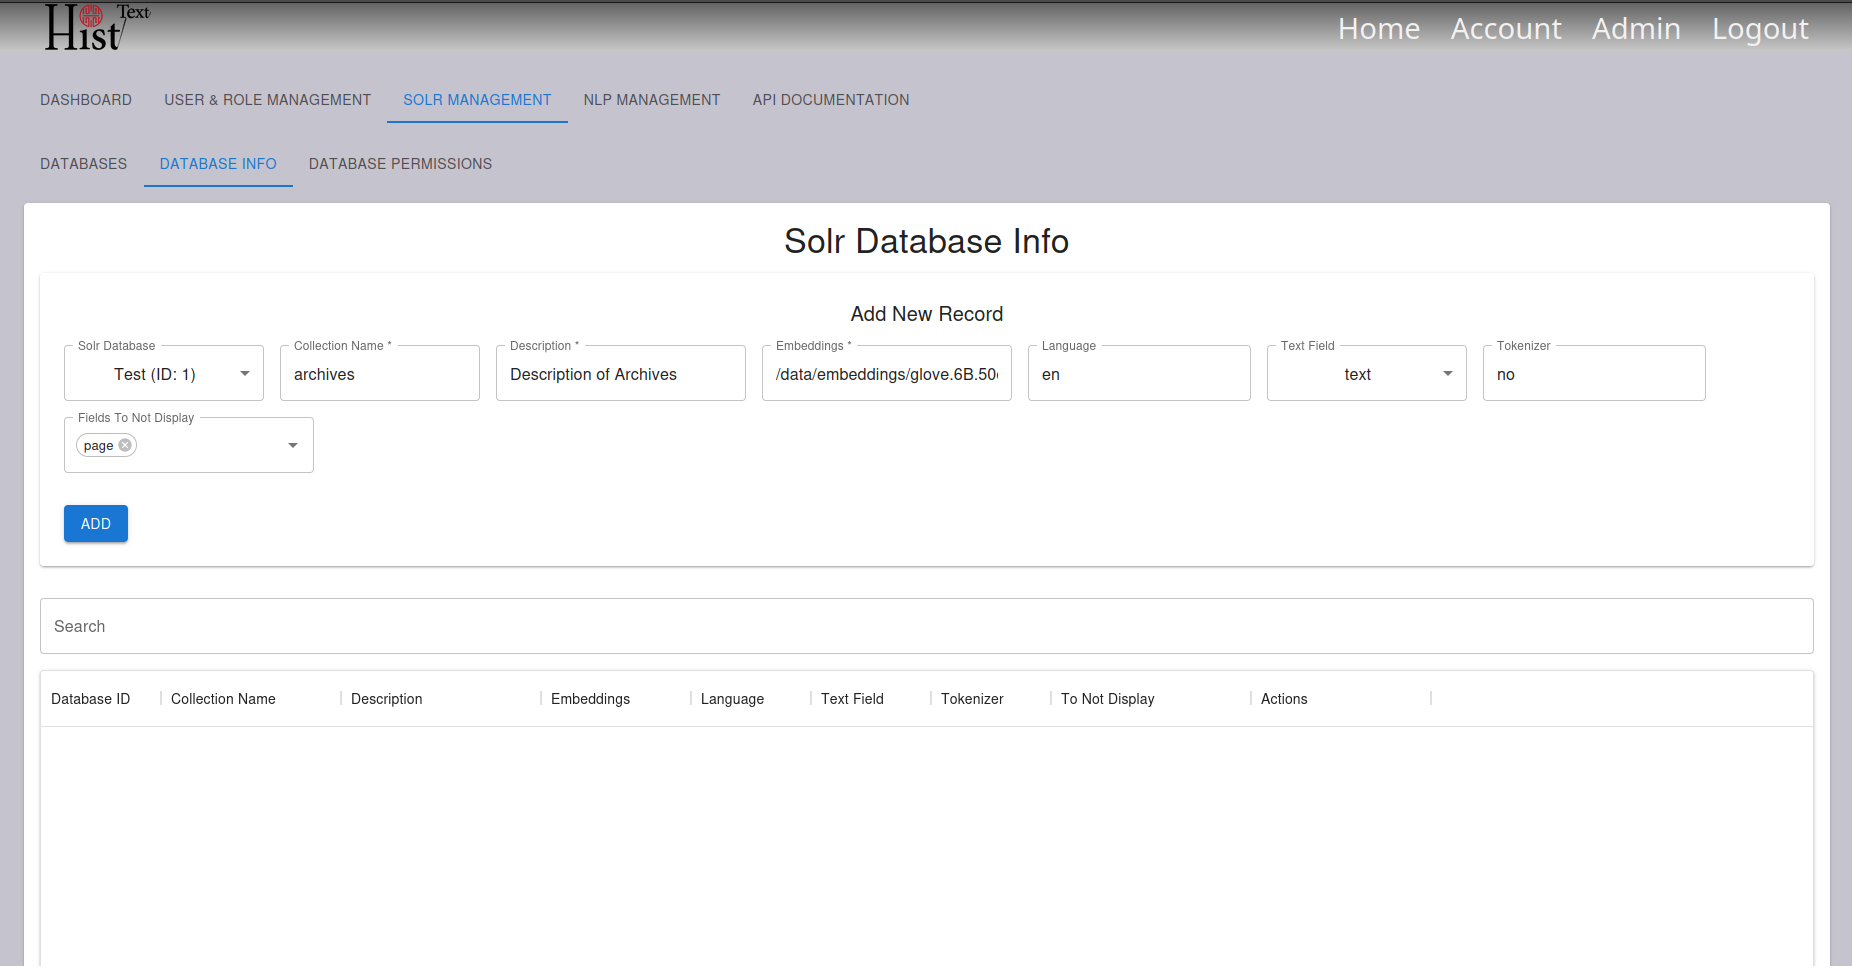 Hist Text
Home Account Admin Logout
DASHBOARD USER & ROLE MANAGEMENT SOLR MANAGEMENT NLP MANAGEMENT API DOCUMENTATION
DATABASES DATABASE INFO DATABASE PERMISSIONS
Solr Database Info
Add New Record
Solr Database Collection Name * Description * Embeddings * Language Text Field Tokenizer
Test (ID: 1) archives Description of Archives /data/embeddings/glove.6B.50 en text no
Fields To Not Display
page
ADD
Search
Database ID Collection Name Description Embeddings Language Text Field Tokenizer To Not Display Actions